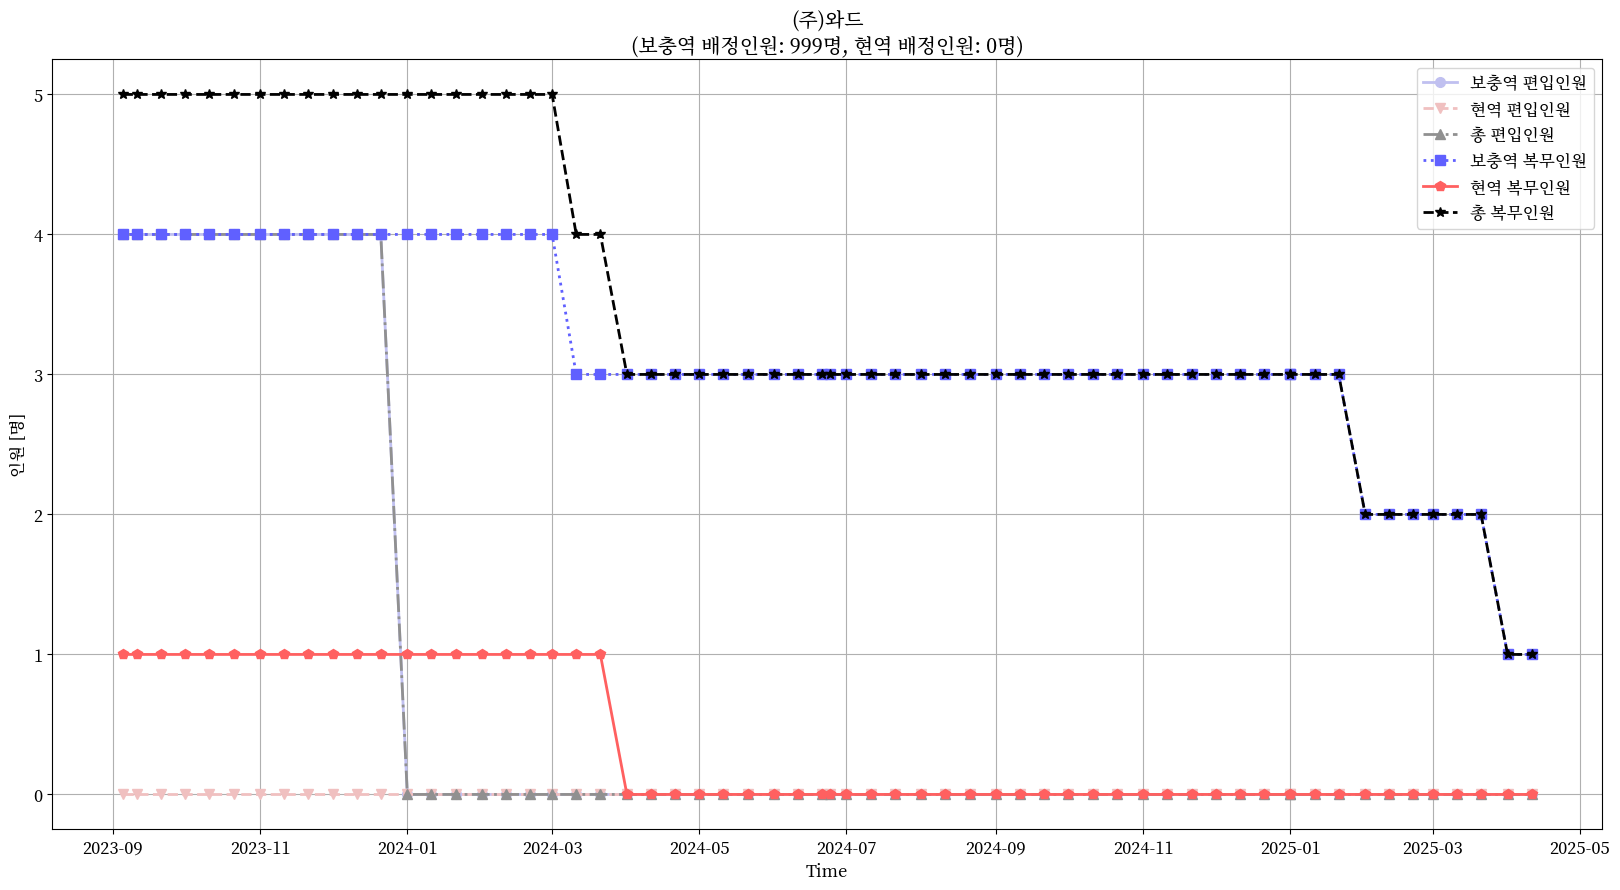 (주)와드
(보충역 배정인원: 999명, 현역 배정인원: 0명)
보충역 편입인원
현역 편입인원
총 편입인원
보충역 복무인원
현역 복무인원
총 복무인원
인원 [명]
5
4
3
2
1
0
2023-09
2023-11
2024-01
2024-03
2024-05
2024-07
2024-09
2024-11
2025-01
2025-03
2025-05
Time